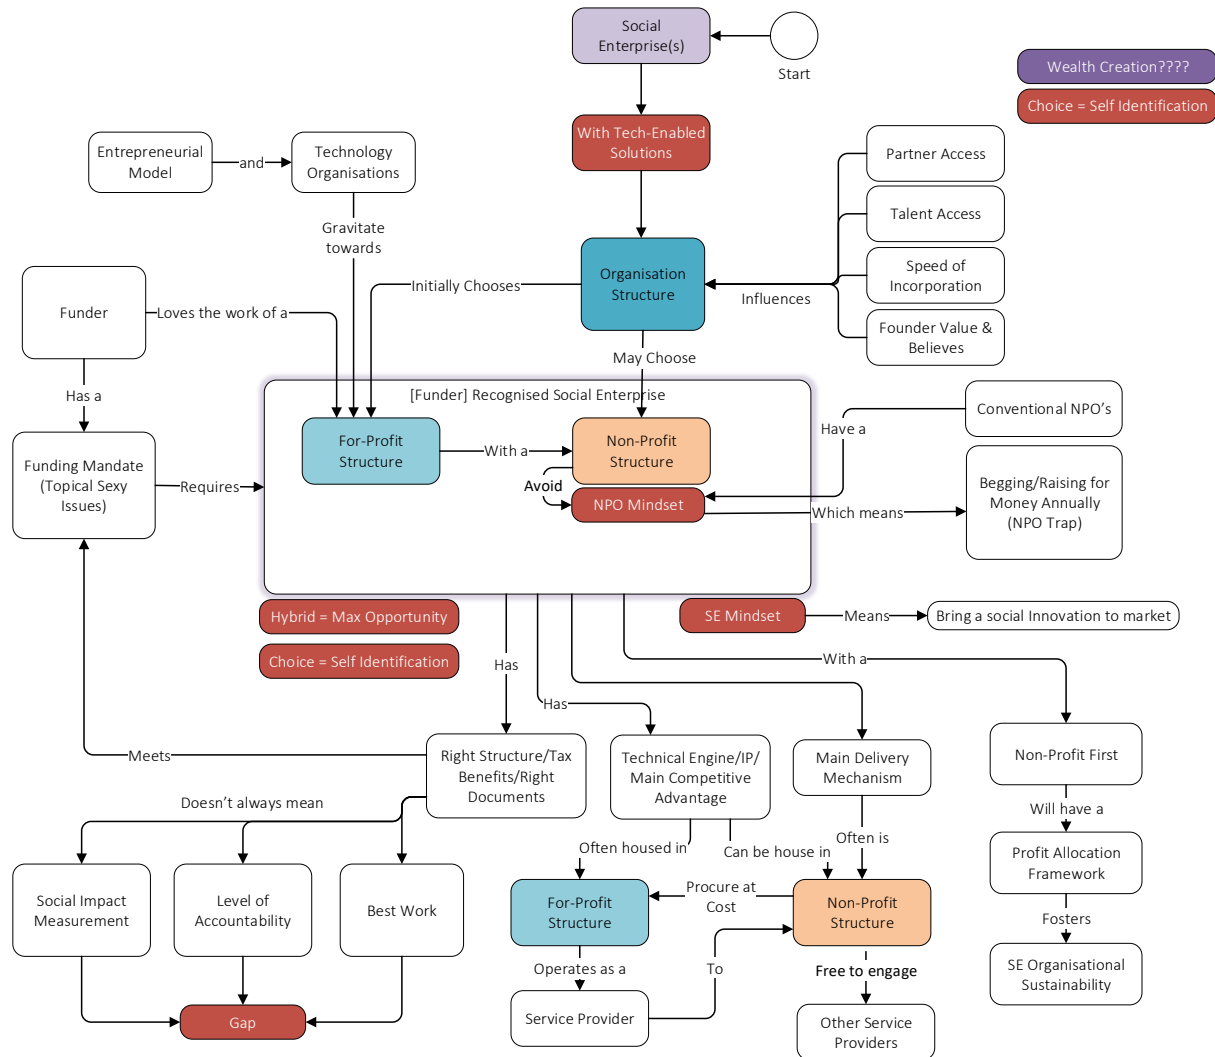 Social
Enterprise(s)
Start
Wealth Creation????
Choice = Self Identification
With Tech-Enabled
Solutions
Entrepreneurial
Model
and
Technology
Organisations
Partner Access
Talent Access
Speed of
Incorporation
Founder Value &
Believes
Influences
Gravitate
towards
Organisation
Structure
Initially Chooses
Funder
Loves the work of a
May Choose
Has a
[Funder] Recognised Social Enterprise
For-Profit
Structure
With a
Non-Profit
Structure
Avoid
NPO Mindset
Have a
Conventional NPO's
Which means
Begging/Raising for
Money Annually
(NPO Trap)
Funding Mandate
(Topical Sexy
Issues)
Requires
Hybrid = Max Opportunity
Choice = Self Identification
SE Mindset
Means
Bring a social Innovation to market
Has
Has
With a
Meets
Right Structure/Tax
Benefits/Right
Documents
Technical Engine/IP/
Main Competitive
Advantage
Main Delivery
Mechanism
Non-Profit First
Doesn't always mean
Often housed in
Can be house in
Often is
Will have a
Social Impact
Measurement
Level of
Accountability
Best Work
For-Profit
Structure
Procure at
Cost
Non-Profit
Structure
Profit Allocation
Framework
Fosters
Operates as a
To
Free to engage
SE Organisational
Sustainability
Gap
Service Provider
Other Service
Providers